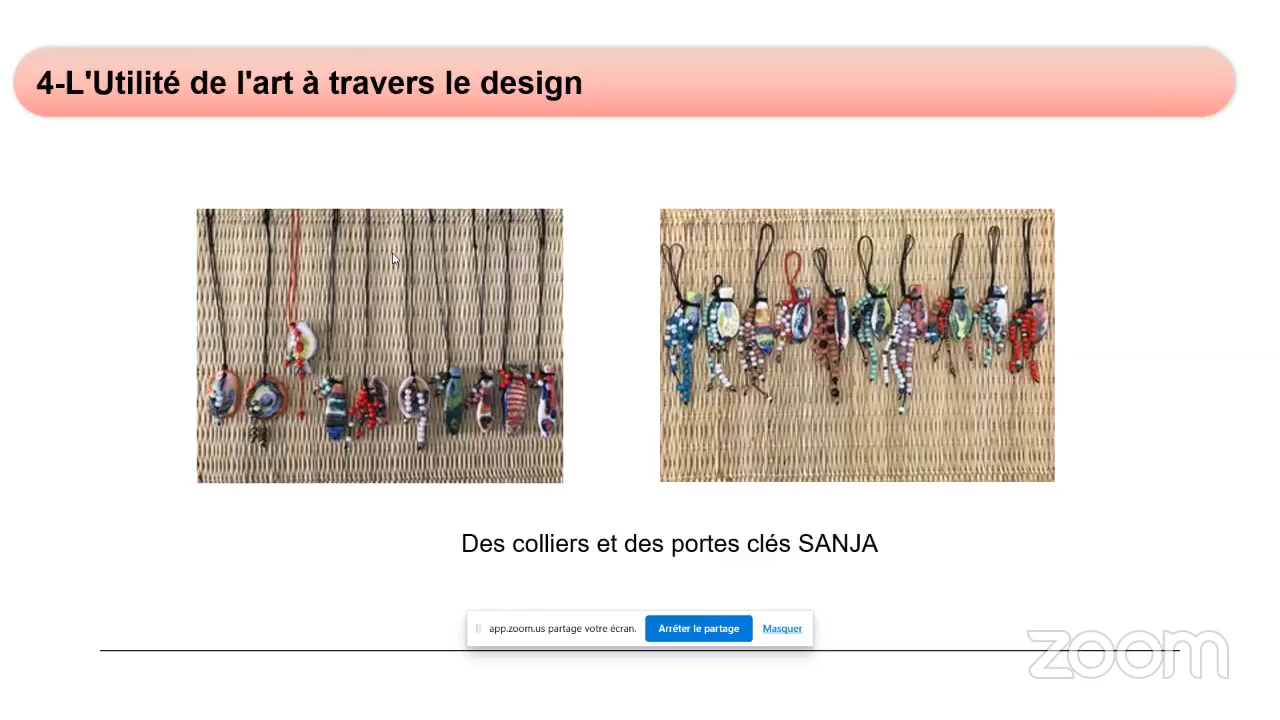 4-L'Utilité de l'art à travers le design
Des colliers et des portes clés SANJA
app.zoom.us partage votre écran. Arrêter le partage Masquer
zoom